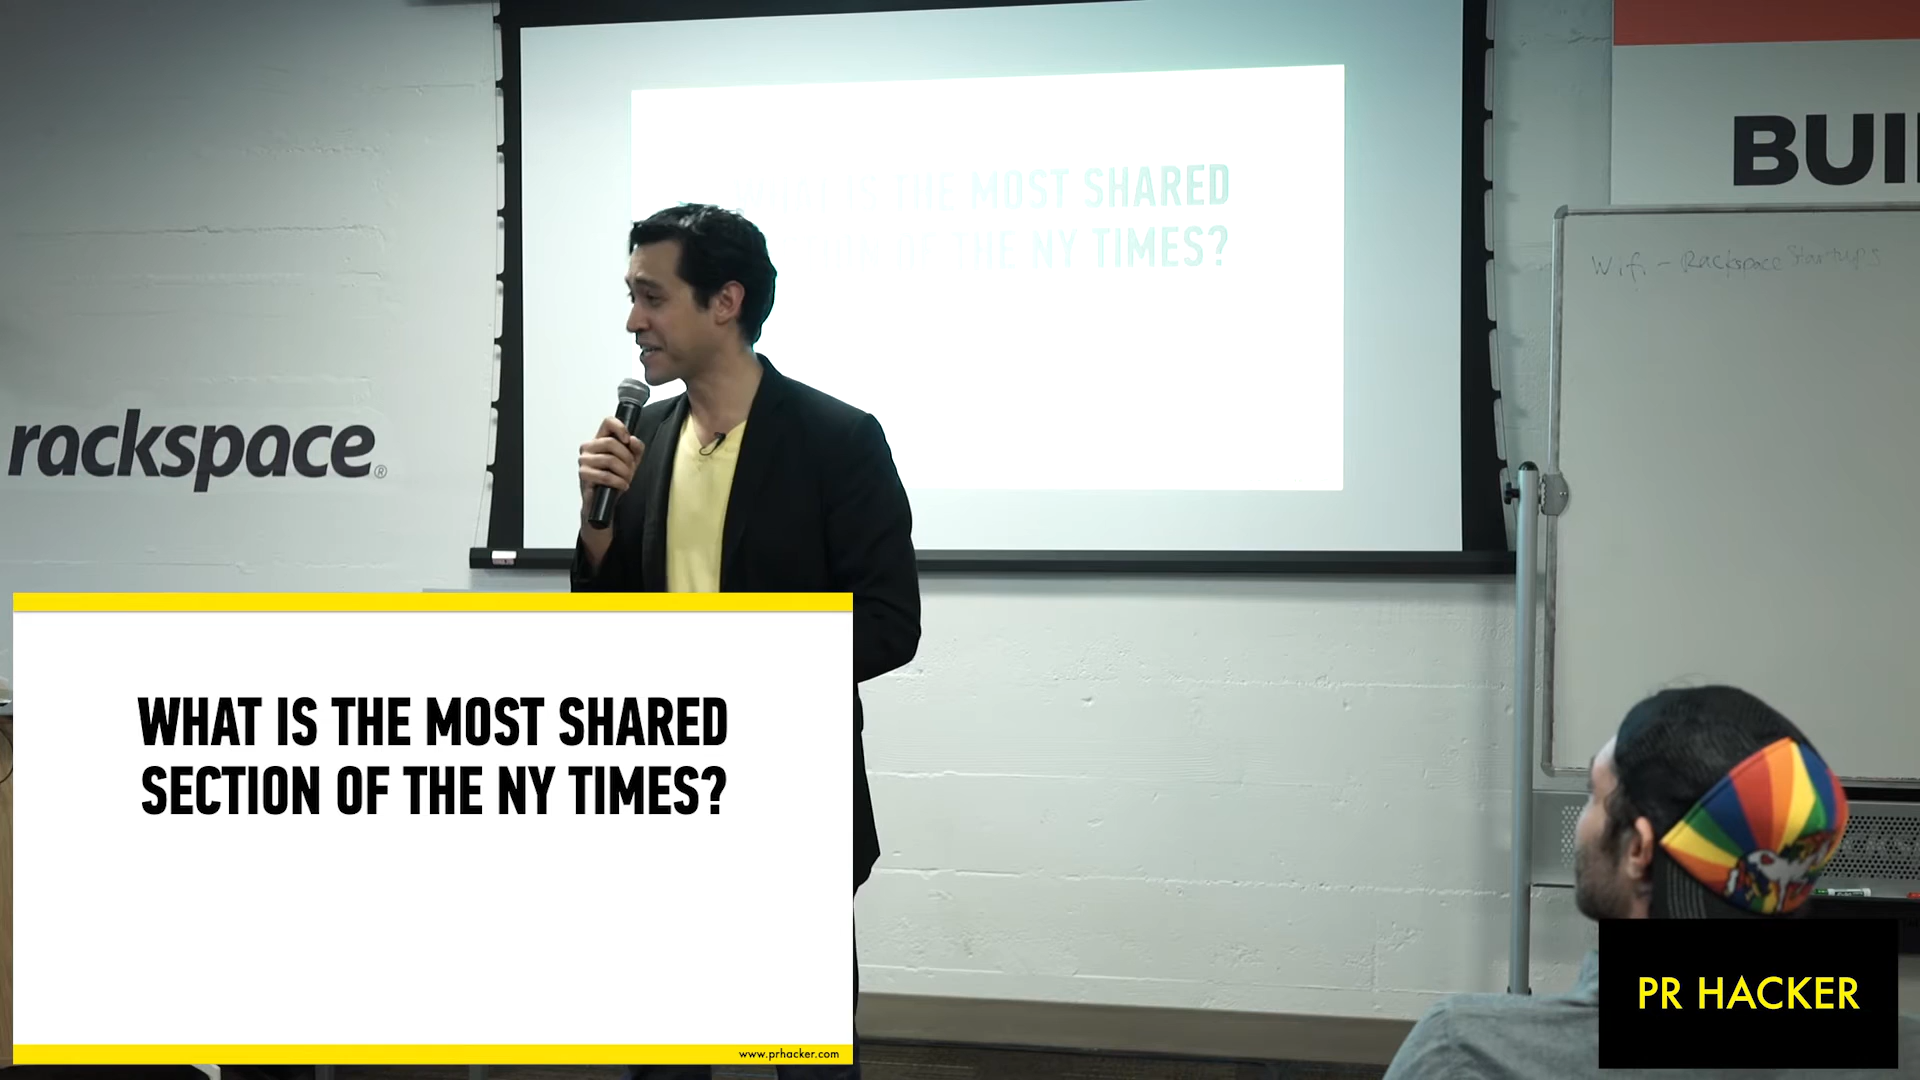 WHAT IS THE MOST SHARED
SECTION OF THE NY TIMES?
BUI
Wifi - Rackspace Startups
rackspace®
WHAT IS THE MOST SHARED
SECTION OF THE NY TIMES?
www.prhacker.com
PR HACKER